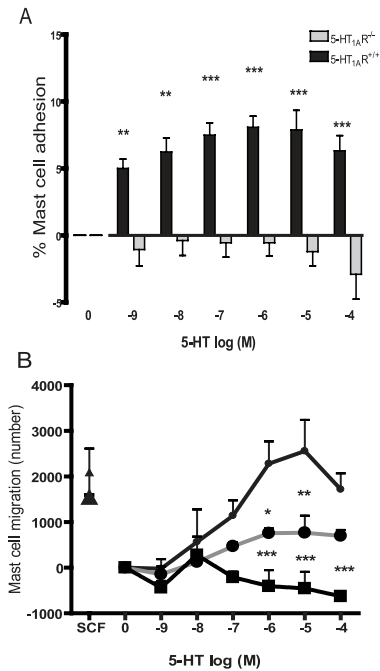 A
5-HT1AR-/-
5-HT1AR+/+
15
10
5
0
-5
% Mast cell adhesion
** ** *** *** *** ***
0 -9 -8 -7 -6 -5 -4
5-HT log (M)
B
4000
3000
2000
1000
0
-1000
Mast cell migration (number)
* **
*** *** ***
SCF 0 -9 -8 -7 -6 -5 -4
5-HT log (M)